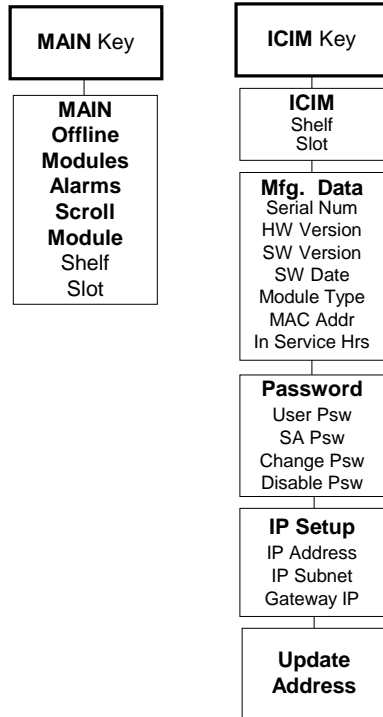 MAIN Key
MAIN
Offline
Modules
Alarms
Scroll
Module
Shelf
Slot
ICIM Key
ICIM
Shelf
Slot
Mfg. Data
Serial Num
HW Version
SW Version
SW Date
Module Type
MAC Addr
In Service Hrs
Password
User Psw
SA Psw
Change Psw
Disable Psw
IP Setup
IP Address
IP Subnet
Gateway IP
Update
Address